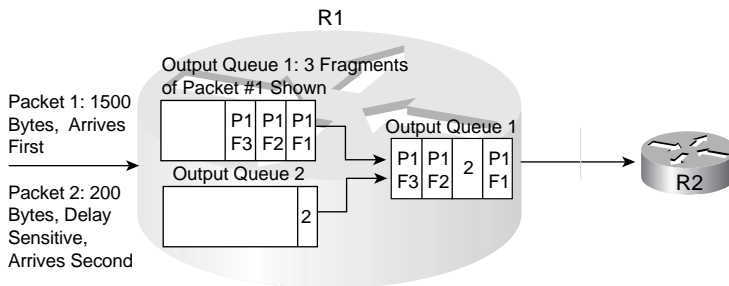 R1
Output Queue 1: 3 Fragments
of Packet #1 Shown
Packet 1: 1500
Bytes, Arrives
First
P1 P1 P1
F3 F2 F1
Output Queue 1
P1 P1 2 P1
F3 F2 F1
Output Queue 2
2
Packet 2: 200
Bytes, Delay
Sensitive,
Arrives Second
R2